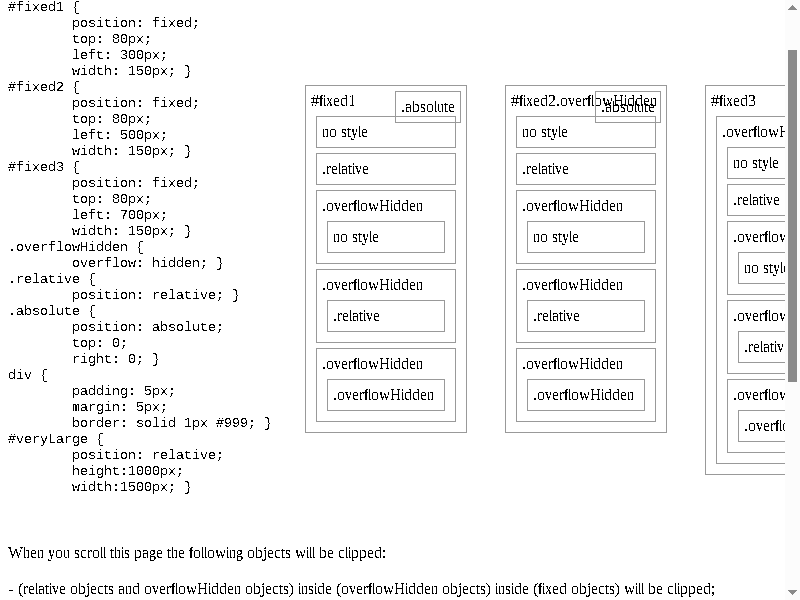 #fixed1 {
position: fixed;
top: 80px;
left: 300px;
width: 150px; }
#fixed2 {
position: fixed;
top: 80px;
left: 500px;
width: 150px; }
#fixed3 {
position: fixed;
top: 80px;
left: 700px;
width: 150px; }
.overflowHidden {
overflow: hidden; }
.relative {
position: relative; }
.absolute {
position: absolute;
top: 0;
right: 0; }
div {
padding: 5px;
margin: 5px;
border: solid 1px #999; }
#veryLarge {
position: relative;
height:1000px;
width:1500px; }
#fixed1
.absolute
no style
.relative
.overflowHidden
no style
.overflowHidden
.relative
.overflowHidden
.overflowHidden
#fixed2.overflowHidden
.absolute
no style
.relative
.overflowHidden
no style
.overflowHidden
.relative
.overflowHidden
.overflowHidden
#fixed3
.overflowH
no style
.relative
.overflow
no style
.overflow
.relativ
.overflow
.overflo
When you scroll this page the following objects will be clipped:
- (relative objects and overflowHidden objects) inside (overflowHidden objects) inside (fixed objects) will be clipped;